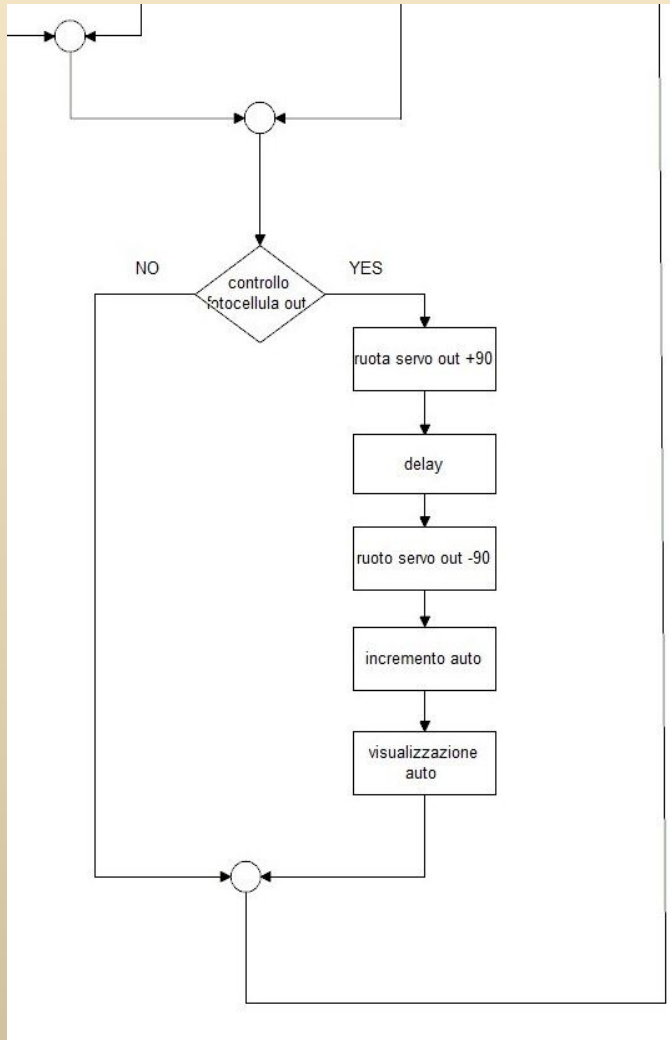 NO
YES
controllo
fotocellula out
ruota servo out +90
delay
ruoto servo out -90
incremento auto
visualizzazione
auto